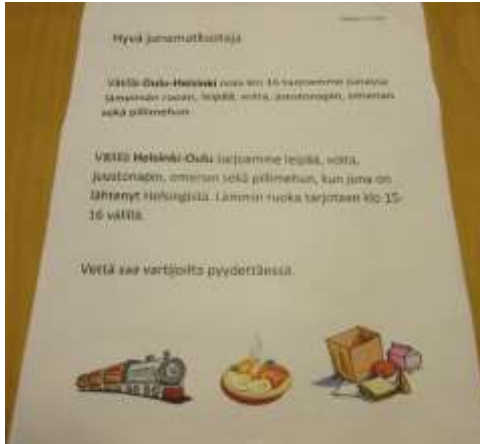 Hyvä junamatkustaja
Välillä Oulu-Helsinki noin klo 16 tarjoamme junassa
lämpimän ruoan, leipää, voita, juustonapin, omenan
sekä pillimehun.
Välillä Helsinki-Oulu tarjoamme leipää, voita,
juustonapin, omenan sekä pillimehun, kun juna on
lähtenyt Helsingistä. Lämmin ruoka tarjotaan klo 15-
16 välillä.
Vettä saa vartijoilta pyydettäessä.